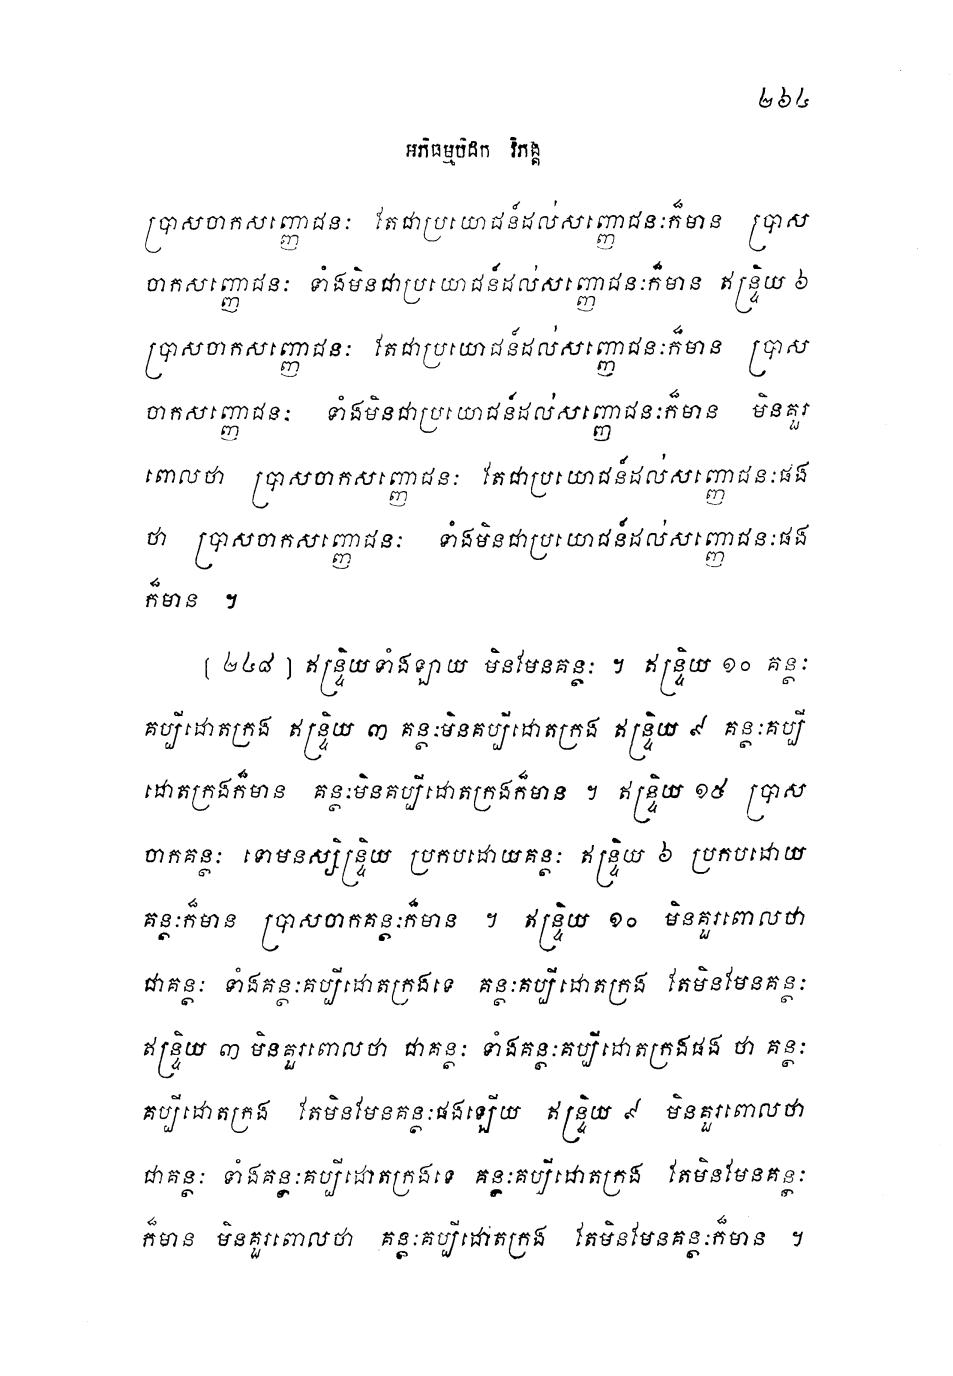 ២៦៤
អភិធម្មបិដក វិភង្គ
ប្រាសចាកសញ្ញោជនៈ តែជាប្រយោជន៍ដល់សញ្ញោជនៈក៏មាន ប្រាស
ចាកសញ្ញោជនៈ ទាំងមិនជាប្រយោជន៍ដល់សញ្ញោជនៈក៏មាន ឥន្ទ្រិយ ៦
ប្រាសចាកសញ្ញោជនៈ តែជាប្រយោជន៍ដល់សញ្ញោជនៈក៏មាន ប្រាស
ចាកសញ្ញោជនៈ ទាំងមិនជាប្រយោជន៍ដល់សញ្ញោជនៈក៏មាន មិនគួរ
ពោលថា ប្រាសចាកសញ្ញោជនៈ តែជាប្រយោជន៍ដល់សញ្ញោជនៈផង
ថា ប្រាសចាកសញ្ញោជនៈ ទាំងមិនជាប្រយោជន៍ដល់សញ្ញោជនៈផង
ក៏មាន ។
[ ២៤៨ ] ឥន្ទ្រិយទាំងឡាយ មិនមែនគន្ថៈ ។ ឥន្ទ្រិយ ១០ គន្ថៈ
គប្បីដោតក្រង ឥន្ទ្រិយ ៣ គន្ថៈមិនគប្បីដោតក្រង ឥន្ទ្រិយ ៩ គន្ថៈគប្បី
ដោតក្រងក៏មាន គន្ថៈមិនគប្បីដោតក្រងក៏មាន ។ ឥន្ទ្រិយ ១៥ ប្រាស
ចាកគន្ថៈ ទោមនស្សិន្ទ្រិយ ប្រកបដោយគន្ថៈ ឥន្ទ្រិយ ៦ ប្រកបដោយ
គន្ថៈក៏មាន ប្រាសចាកគន្ថៈក៏មាន ។ ឥន្ទ្រិយ ១០ មិនគួរពោលថា
ជាគន្ថៈ ទាំងគន្ថៈគប្បីដោតក្រងទេ គន្ថៈគប្បីដោតក្រង តែមិនមែនគន្ថៈ
ឥន្ទ្រិយ ៣ មិនគួរពោលថា ជាគន្ថៈ ទាំងគន្ថៈគប្បីដោតក្រងផង ថា គន្ថៈ
គប្បីដោតក្រង តែមិនមែនគន្ថៈផងឡើយ ឥន្ទ្រិយ ៩ មិនគួរពោលថា
ជាគន្ថៈ ទាំងគន្ថៈគប្បីដោតក្រងទេ គន្ថៈគប្បីដោតក្រង តែមិនមែនគន្ថៈ
ក៏មាន មិនគួរពោលថា គន្ថៈគប្បីដោតក្រង តែមិនមែនគន្ថៈក៏មាន ។